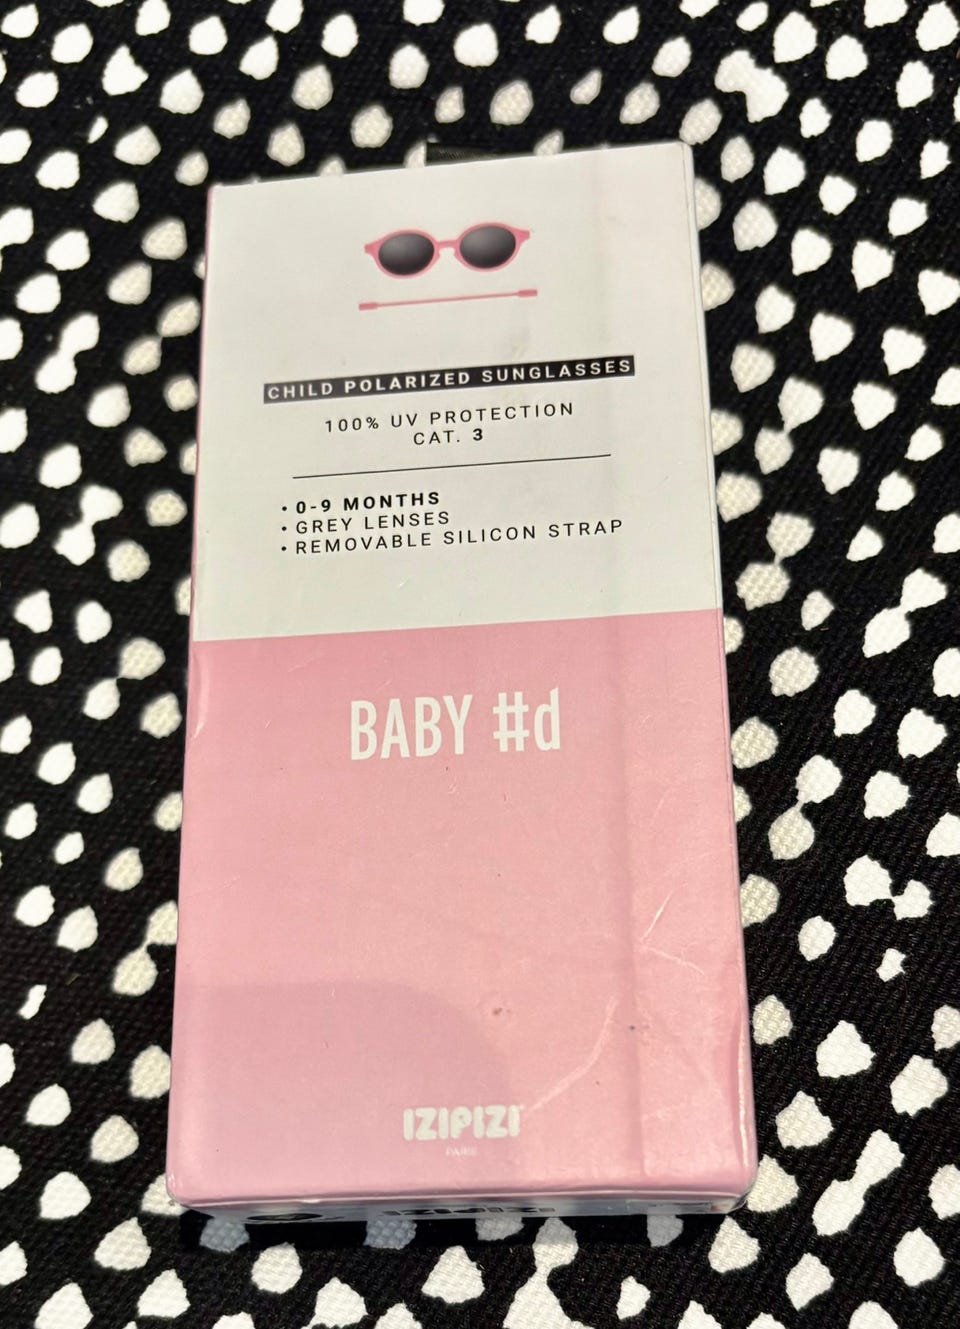 CHILD POLARIZED SUNGLASSES
100% UV PROTECTION
CAT. 3
• 0-9 MONTHS
• GREY LENSES
• REMOVABLE SILICON STRAP
BABY #d
IZIPIZI
PARIS
IZIPIZI